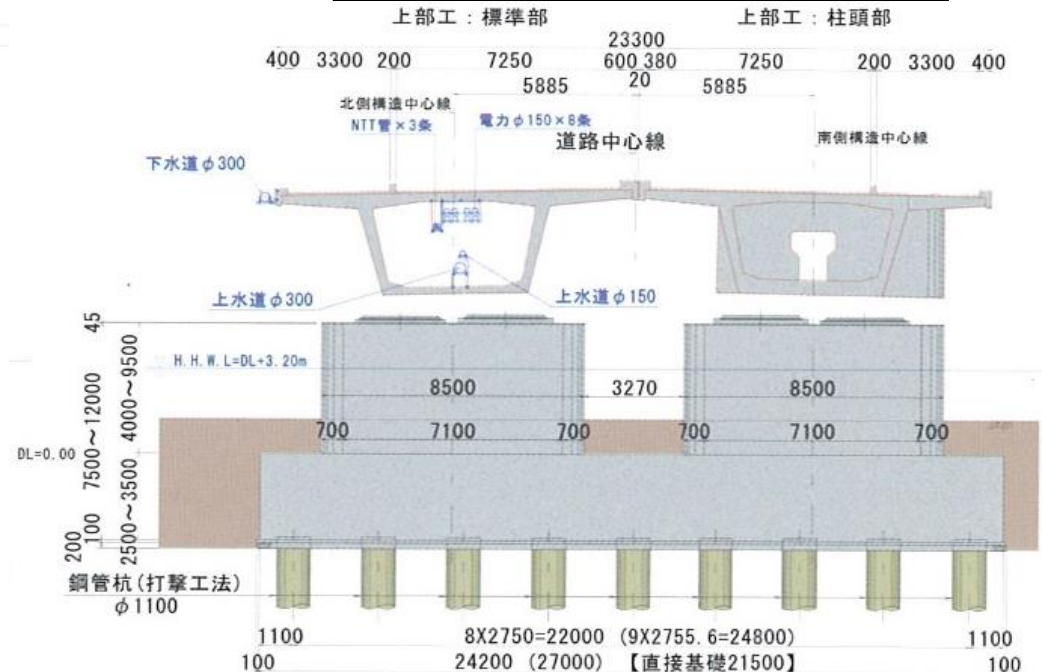 上部工：標準部 上部工：柱頭部
23300
400 3300 200 7250 600 380 7250 200 3300 400
20
5885 5885
北側構造中心線
NTT管×3条 電力φ150×8条
道路中心線 南側構造中心線
下水道φ300
上水道φ300 上水道φ150
45
H.H.W.L=DL+3.20m
4000～9500
7500～12000
8500 3270 8500
700 7100 700 700 7100 700
DL=0.00
2500～3500
100
200
鋼管杭(打撃工法)
φ1100
1100 8X2750=22000 (9X2755.6=24800) 1100
100 24200 (27000) 【直接基礎21500】 100